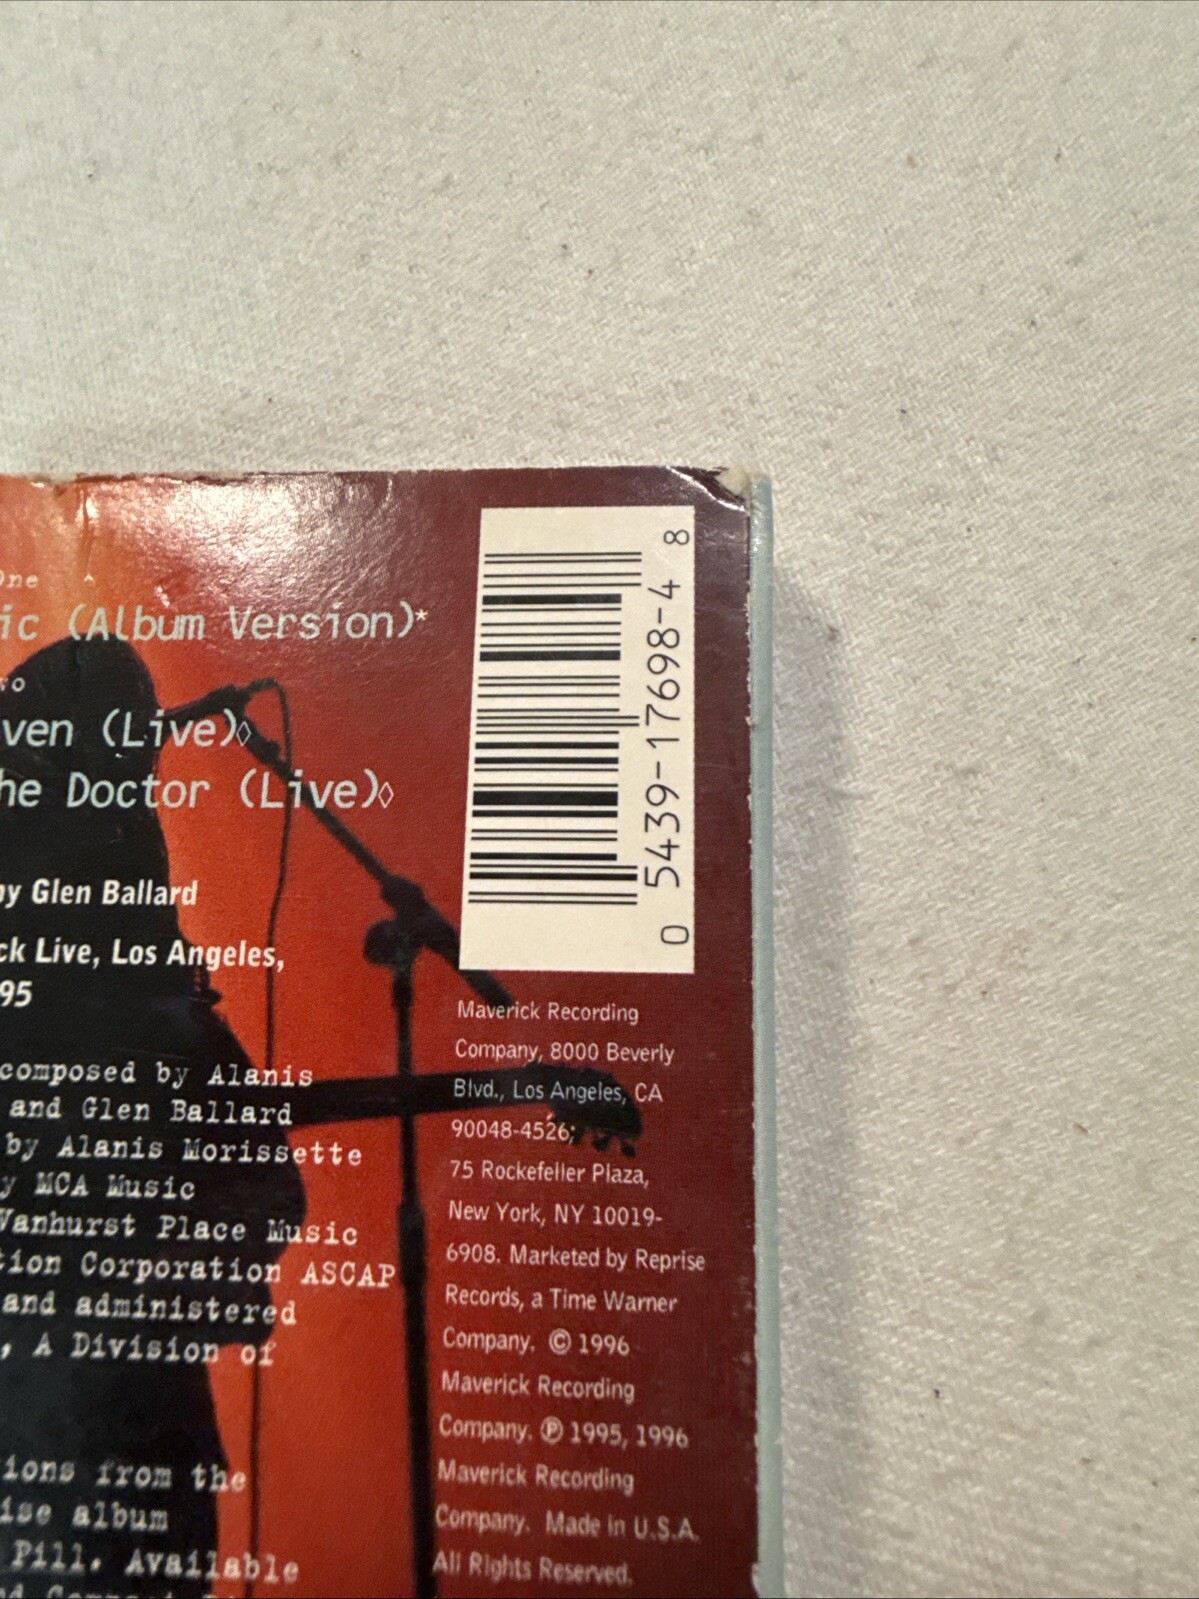 One
ic (Album Version)*
wo
ven (Live)◊
he Doctor (Live)◊
by Glen Ballard
ck Live, Los Angeles,
95
composed by Alanis
and Glen Ballard
by Alanis Morissette
y MCA Music
Vanhurst Place Music
tion Corporation ASCAP
and administered
, A Division of
ions from the
ise album
Pill. Available
0 5439-17698-4 8
Maverick Recording
Company, 8000 Beverly
Blvd., Los Angeles, CA
90048-4526;
75 Rockefeller Plaza,
New York, NY 10019-
6908. Marketed by Reprise
Records, a Time Warner
Company. © 1996
Maverick Recording
Company. ℗ 1995, 1996
Maverick Recording
Company. Made in U.S.A.
All Rights Reserved.